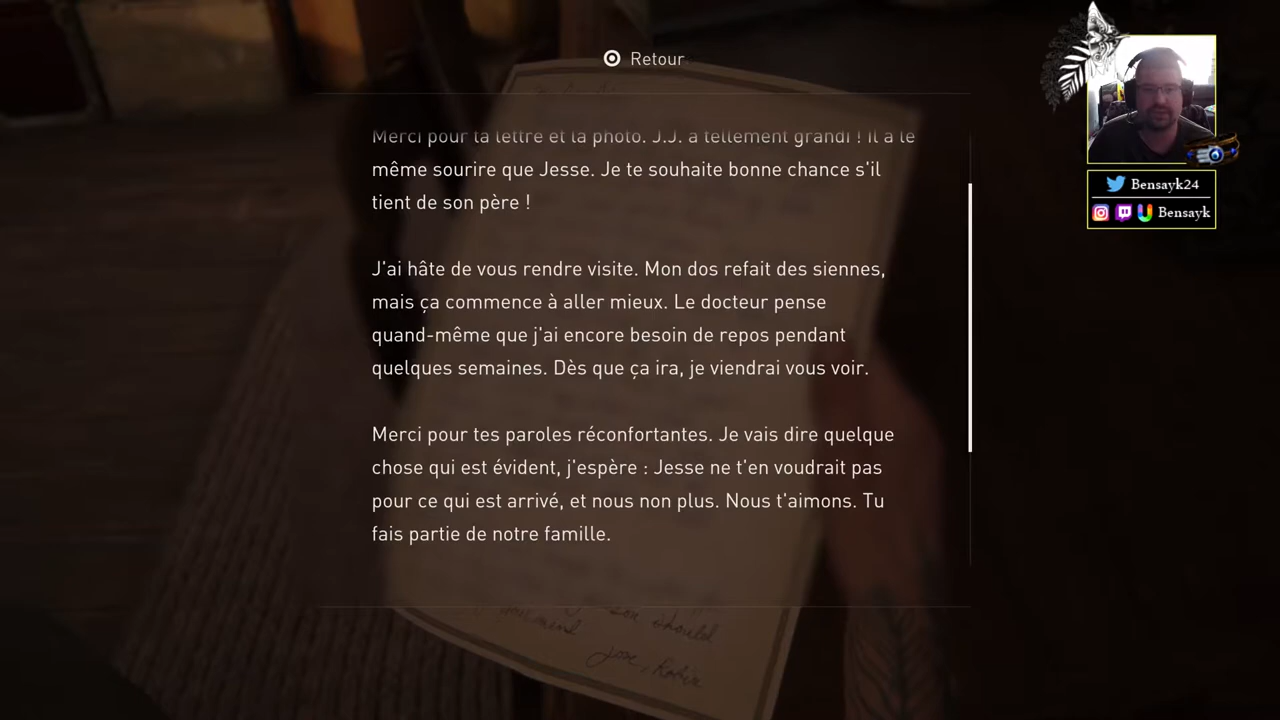 Retour
Merci pour ta lettre et la photo. J.J. a tellement grandi ! Il a le
même sourire que Jesse. Je te souhaite bonne chance s'il
tient de son père !
J'ai hâte de vous rendre visite. Mon dos refait des siennes,
mais ça commence à aller mieux. Le docteur pense
quand-même que j'ai encore besoin de repos pendant
quelques semaines. Dès que ça ira, je viendrai vous voir.
Merci pour tes paroles réconfortantes. Je vais dire quelque
chose qui est évident, j'espère : Jesse ne t'en voudrait pas
pour ce qui est arrivé, et nous non plus. Nous t'aimons. Tu
fais partie de notre famille.
should
Love, Robin
Bensayk24
Bensayk